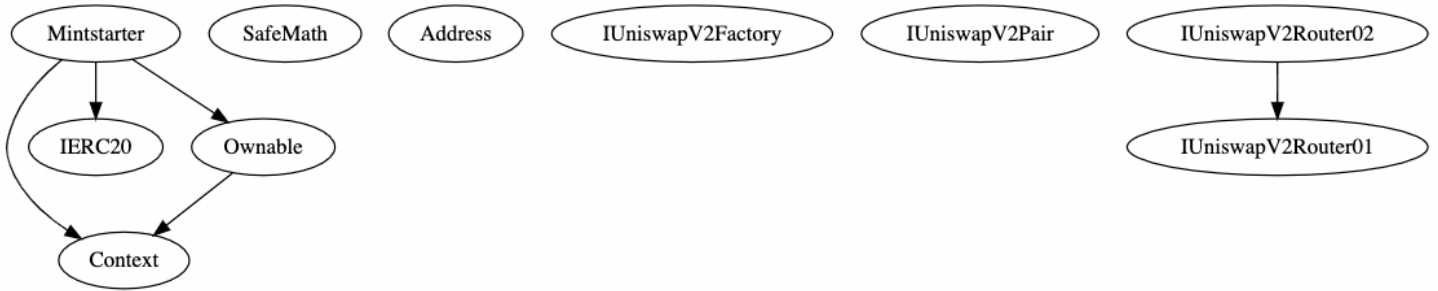 Mintstarter
SafeMath
Address
IUniswapV2Factory
IUniswapV2Pair
IUniswapV2Router02
IERC20
Ownable
IUniswapV2Router01
Context